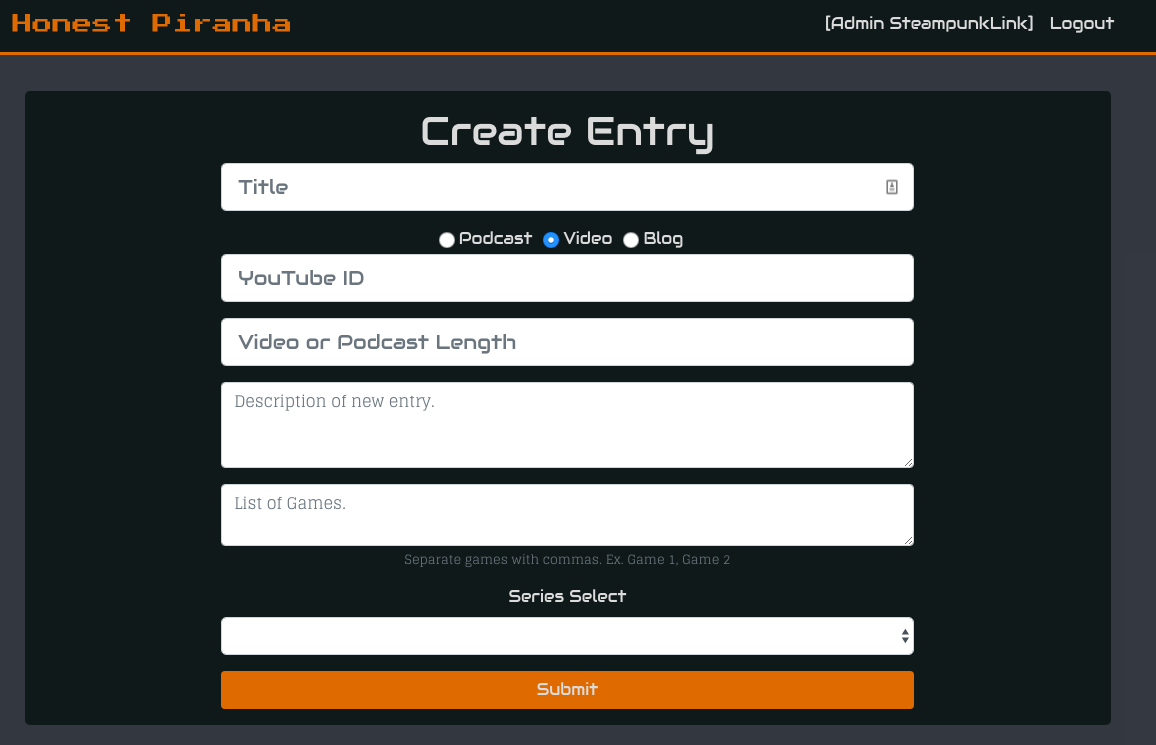 Honest Piranha [Admin SteampunkLink] Logout
Create Entry
Title
Podcast Video Blog
YouTube ID
Video or Podcast Length
Description of new entry.
List of Games.
Separate games with commas. Ex. Game 1, Game 2
Series Select
Submit